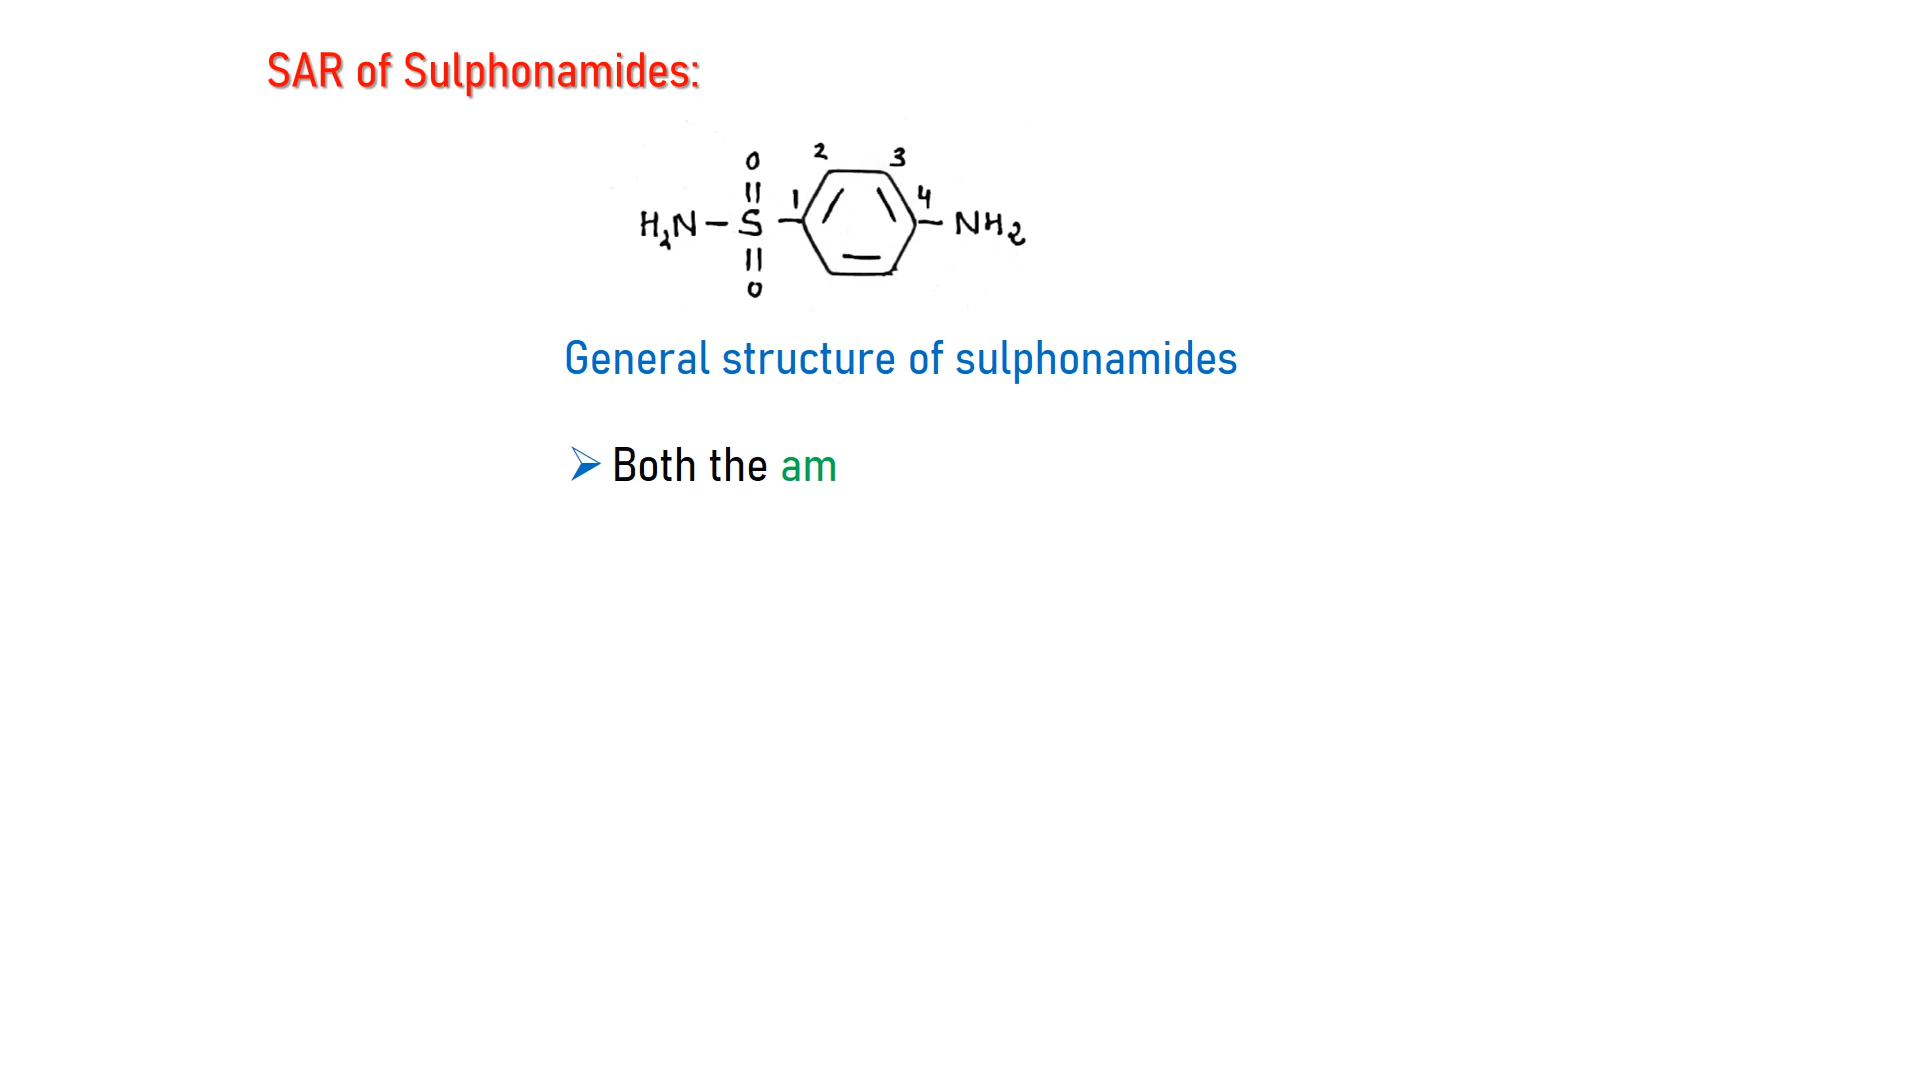 SAR of Sulphonamides:
O 2 3
|| 1 4
H₂N – S – – NH₂
||
O
General structure of sulphonamides
➢ Both the am